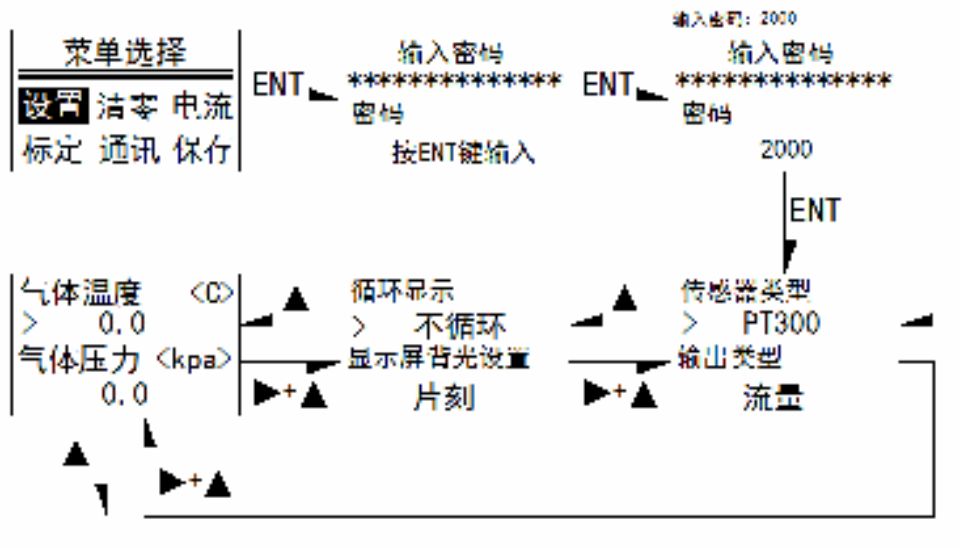 输入密码: 2000
菜单选择
设置 清零 电流
标定 通讯 保存
ENT
输入密码
**************
密码
按ENT键输入
ENT
输入密码
**************
密码
2000
ENT
气体温度 <C>
> 0.0
气体压力 <kpa>
0.0
循环显示
> 不循环
显示屏背光设置
片刻
传感器类型
> PT300
输出类型
流量
+
+
+